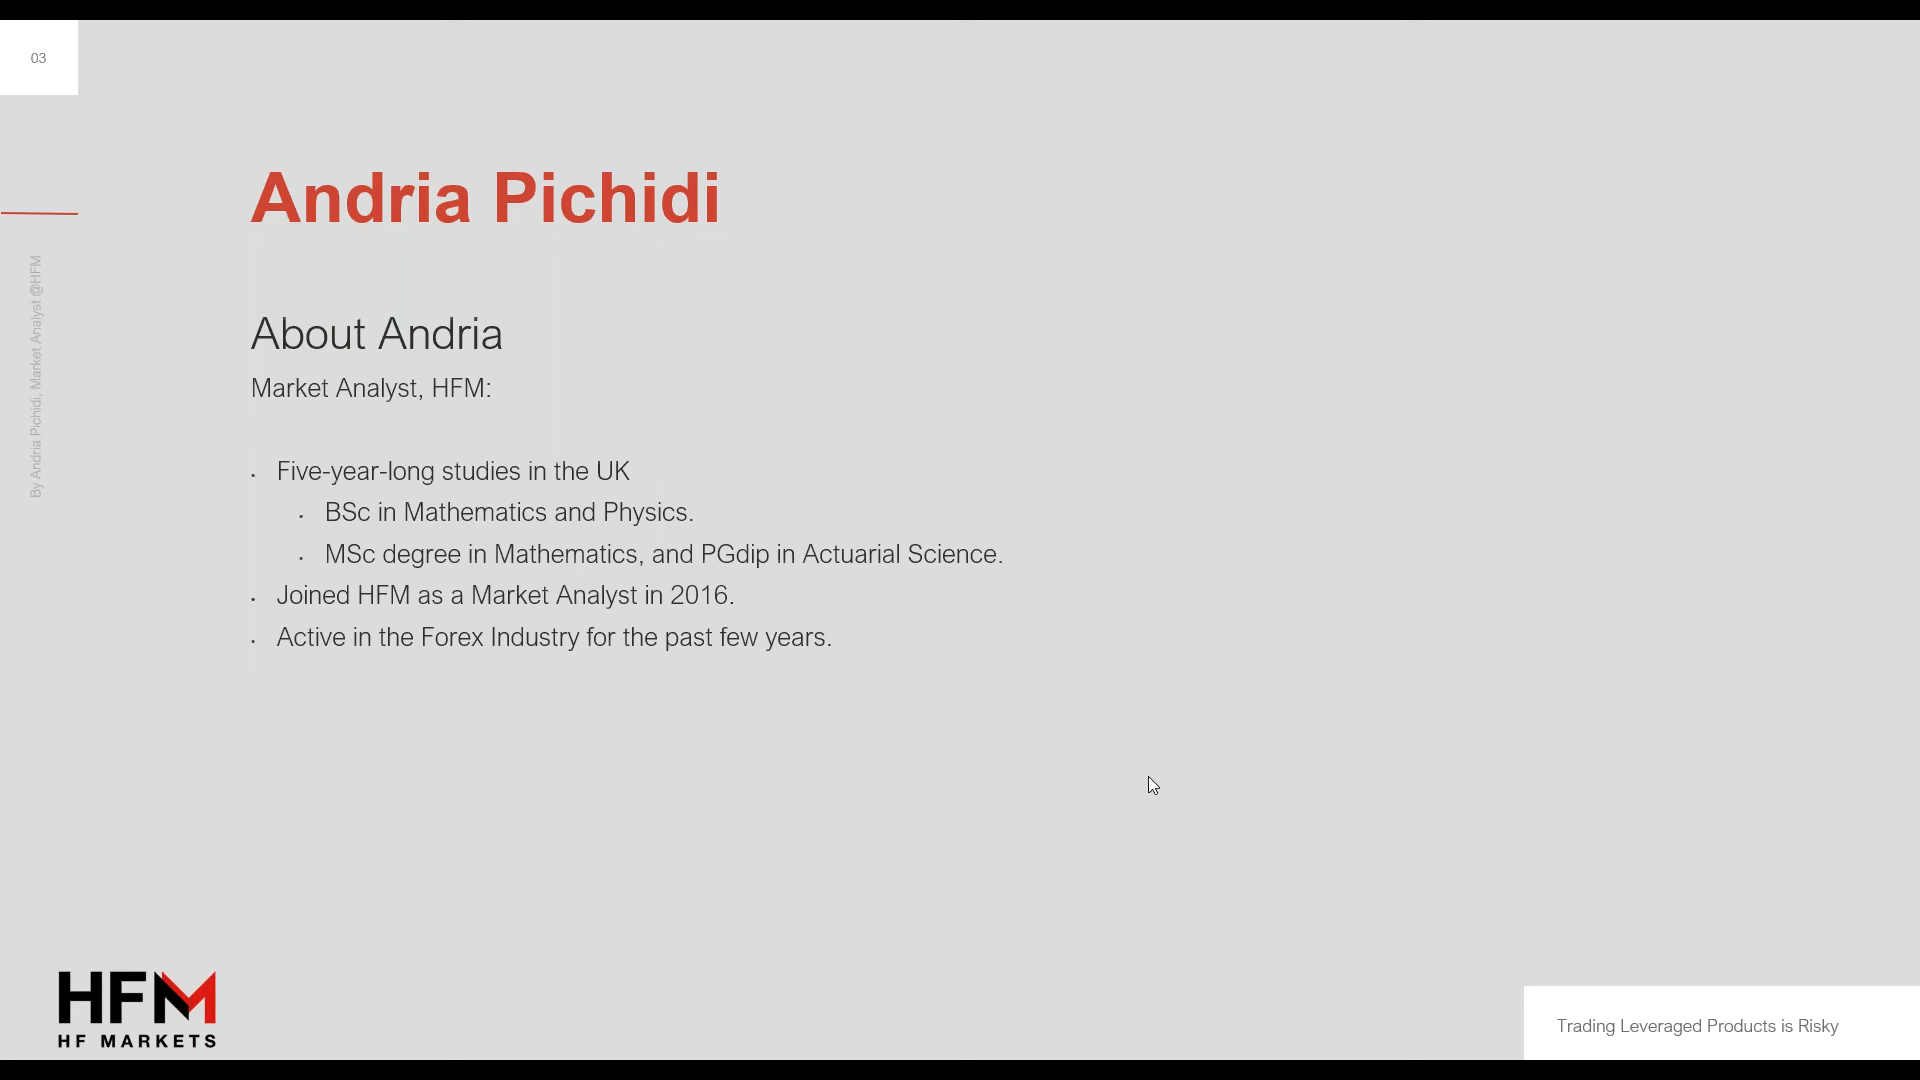 03
Andria Pichidi
By Andria Pichidi, Market Analyst @HFM
About Andria
Market Analyst, HFM:
• Five-year-long studies in the UK
• BSc in Mathematics and Physics.
• MSc degree in Mathematics, and PGdip in Actuarial Science.
• Joined HFM as a Market Analyst in 2016.
• Active in the Forex Industry for the past few years.
HFM
HF MARKETS
Trading Leveraged Products is Risky